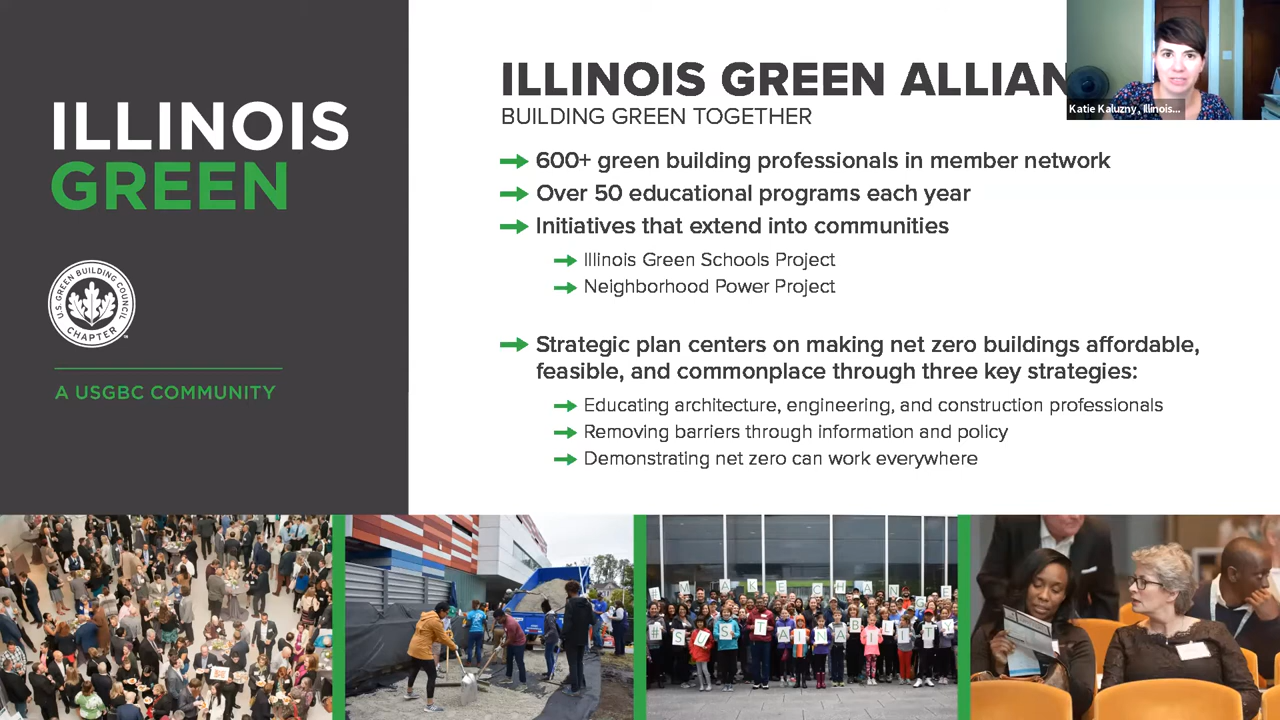 ILLINOIS
GREEN
U.S. GREEN BUILDING COUNCIL
CHAPTER
A USGBC COMMUNITY
ILLINOIS GREEN ALLIAN
BUILDING GREEN TOGETHER
600+ green building professionals in member network
Over 50 educational programs each year
Initiatives that extend into communities
Illinois Green Schools Project
Neighborhood Power Project
Strategic plan centers on making net zero buildings affordable,
feasible, and commonplace through three key strategies:
Educating architecture, engineering, and construction professionals
Removing barriers through information and policy
Demonstrating net zero can work everywhere
Katie Kaluzny, Illinois...
#MAKECHANGE
#SUSTAINABILITY